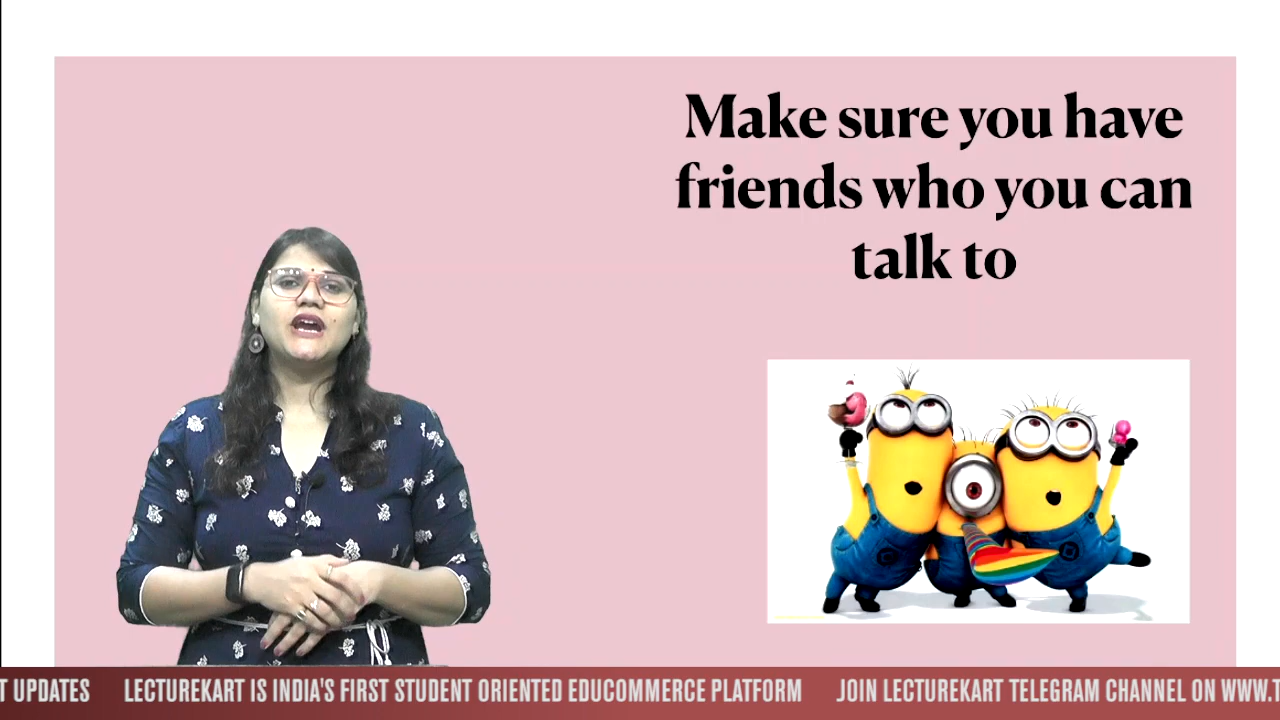 Make sure you have
friends who you can
talk to
T UPDATES LECTUREKART IS INDIA'S FIRST STUDENT ORIENTED EDUCOMMERCE PLATFORM JOIN LECTUREKART TELEGRAM CHANNEL ON WWW.T